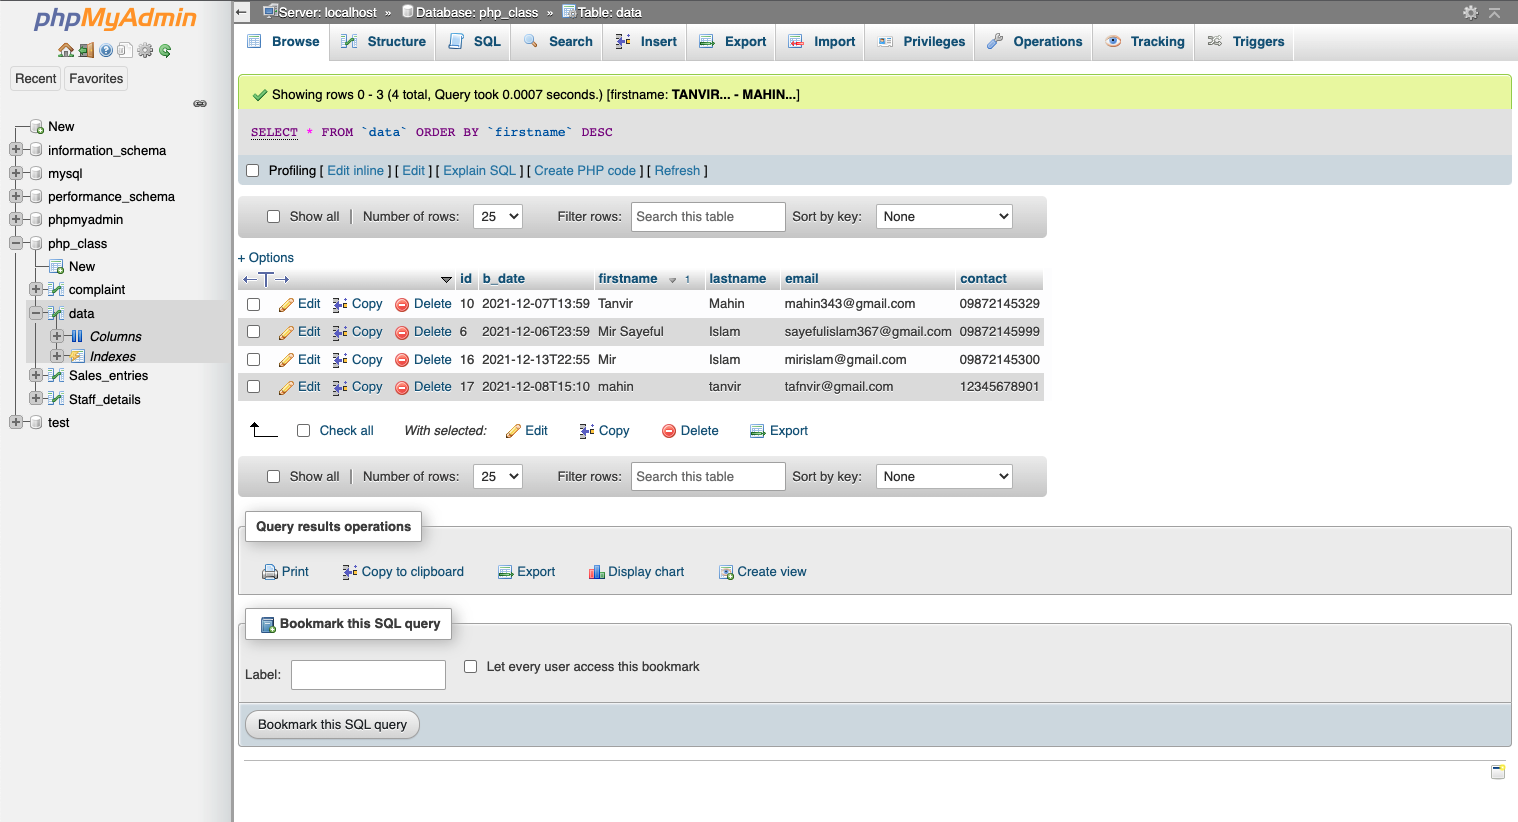 phpMyAdmin
Recent Favorites
New
information_schema
mysql
performance_schema
phpmyadmin
php_class
New
complaint
data
Columns
Indexes
Sales_entries
Staff_details
test
Server: localhost » Database: php_class » Table: data
Browse Structure SQL Search Insert Export Import Privileges Operations Tracking Triggers
Showing rows 0 - 3 (4 total, Query took 0.0007 seconds.) [firstname: TANVIR... - MAHIN...]
SELECT * FROM `data` ORDER BY `firstname` DESC
Profiling [ Edit inline ] [ Edit ] [ Explain SQL ] [ Create PHP code ] [ Refresh ]
Show all | Number of rows: 25 Filter rows: Search this table Sort by key: None
+ Options
←T→ id b_date firstname 1 lastname email contact
Edit Copy Delete 10 2021-12-07T13:59 Tanvir Mahin mahin343@gmail.com 09872145329
Edit Copy Delete 6 2021-12-06T23:59 Mir Sayeful Islam sayefulislam367@gmail.com 09872145999
Edit Copy Delete 16 2021-12-13T22:55 Mir Islam mirislam@gmail.com 09872145300
Edit Copy Delete 17 2021-12-08T15:10 mahin tanvir tafnvir@gmail.com 12345678901
Check all With selected: Edit Copy Delete Export
Show all | Number of rows: 25 Filter rows: Search this table Sort by key: None
Query results operations
Print Copy to clipboard Export Display chart Create view
Bookmark this SQL query
Label: Let every user access this bookmark
Bookmark this SQL query